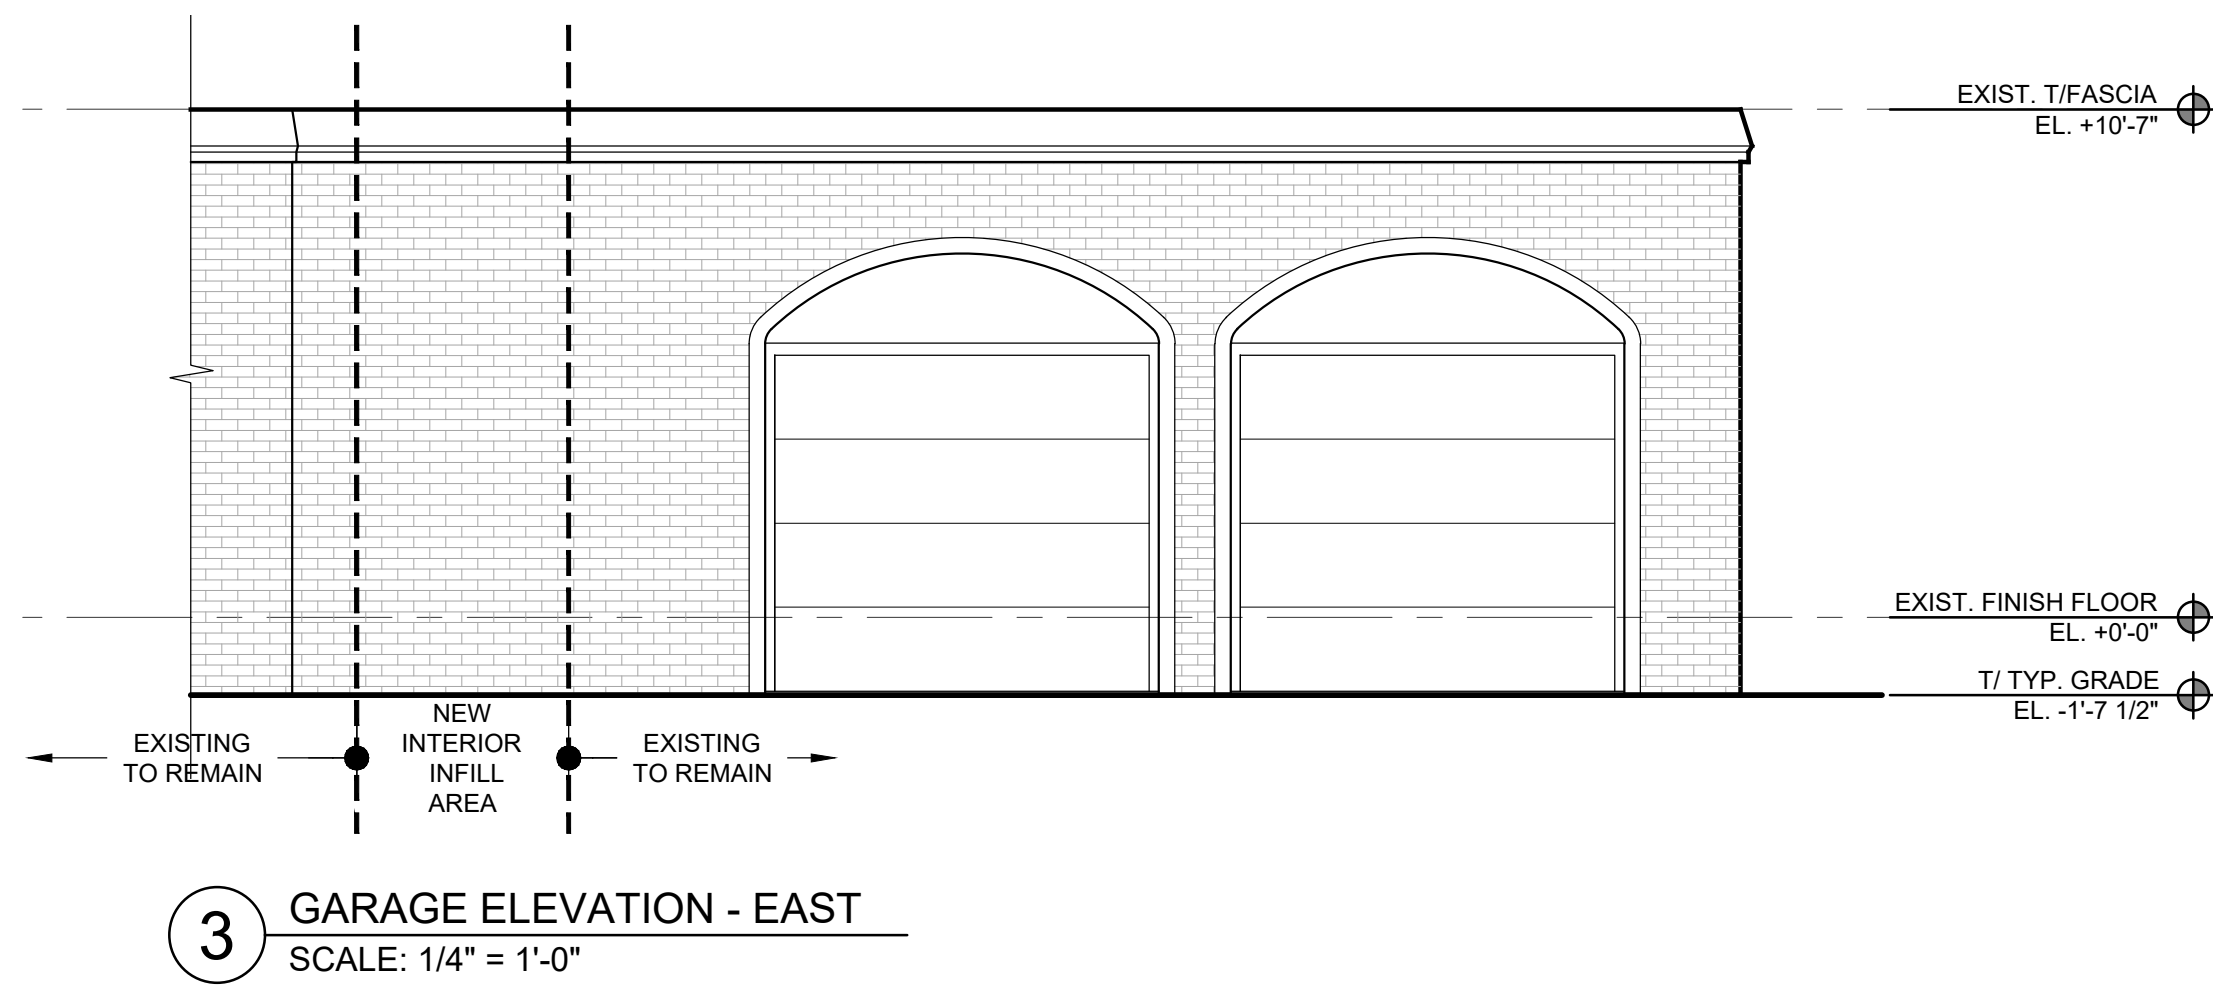 EXIST. T/FASCIA
EL. +10'-7"
EXIST. FINISH FLOOR
EL. +0'-0"
T/ TYP. GRADE
EL. -1'-7 1/2"
EXISTING
TO REMAIN
NEW
INTERIOR
INFILL
AREA
EXISTING
TO REMAIN
3
GARAGE ELEVATION - EAST
SCALE: 1/4" = 1'-0"